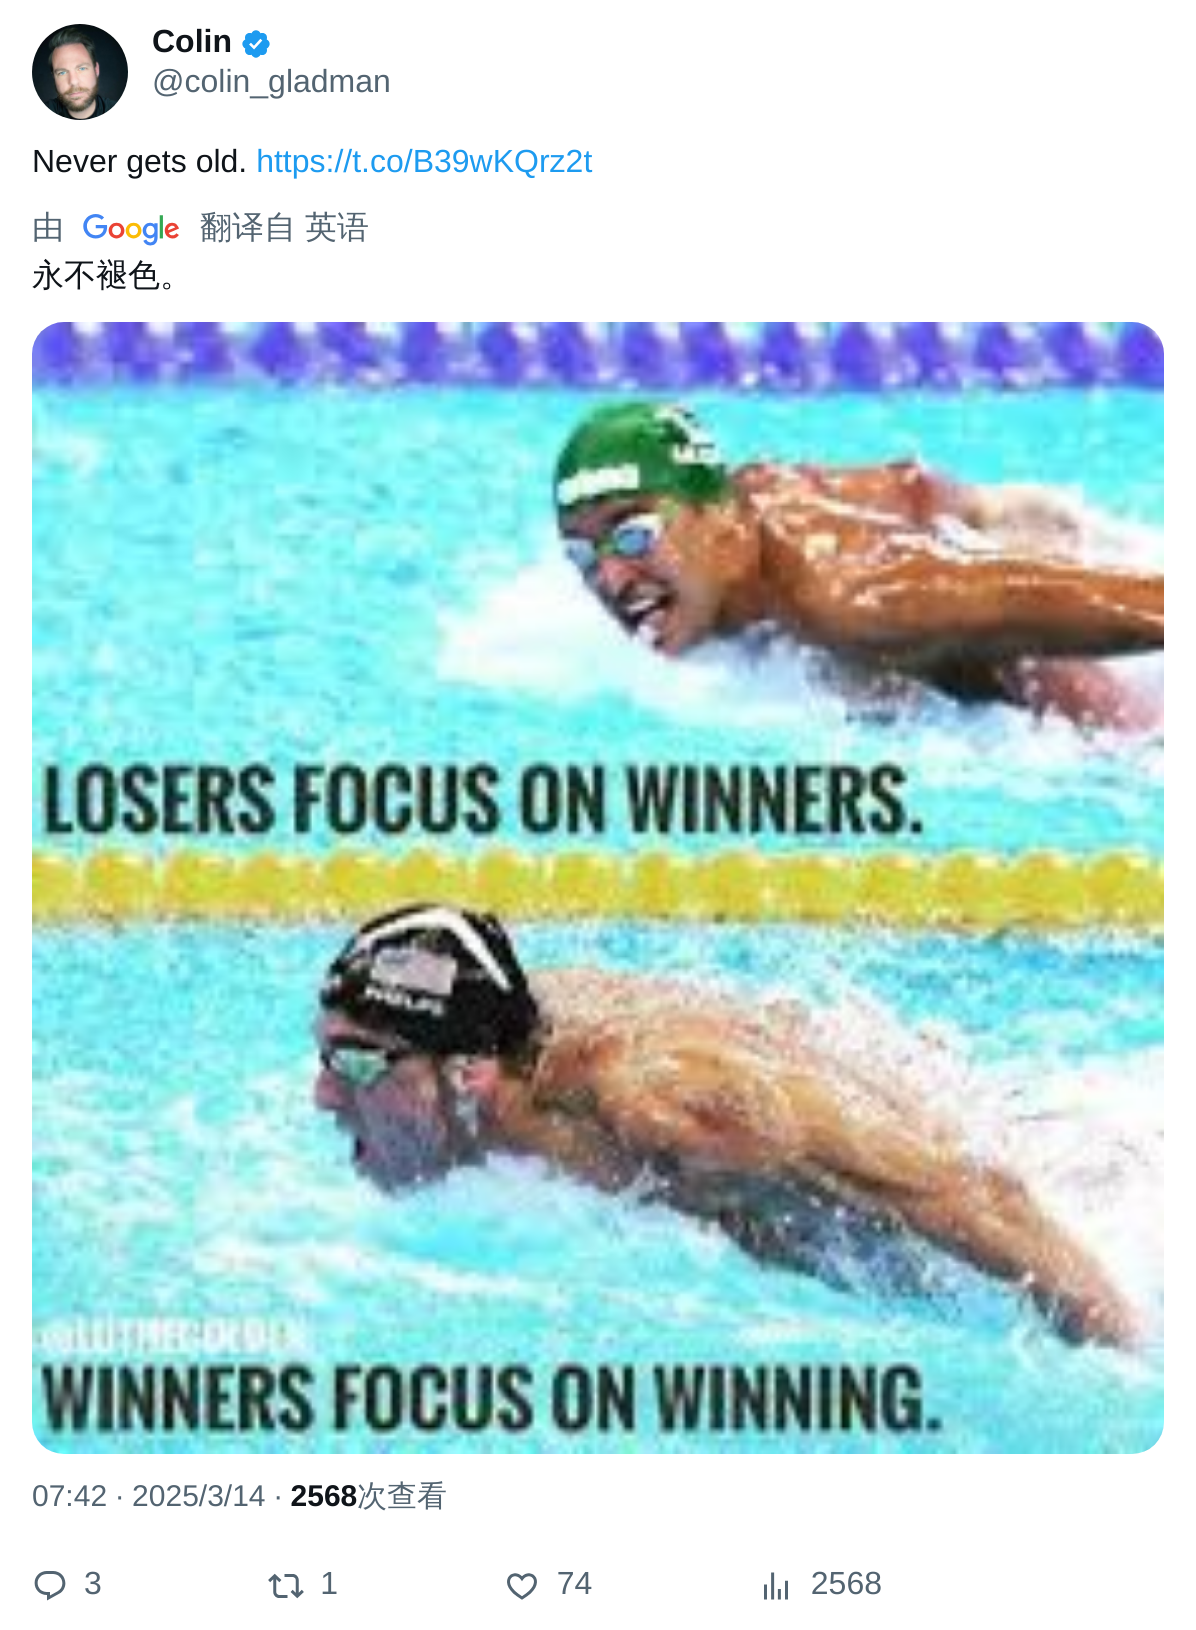 Colin
@colin_gladman
Never gets old. https://t.co/B39wKQrz2t
由 Google 翻译自 英语
永不褪色。
LOSERS FOCUS ON WINNERS.
WINNERS FOCUS ON WINNING.
07:42 · 2025/3/14 · 2568次查看
3 1 74 2568